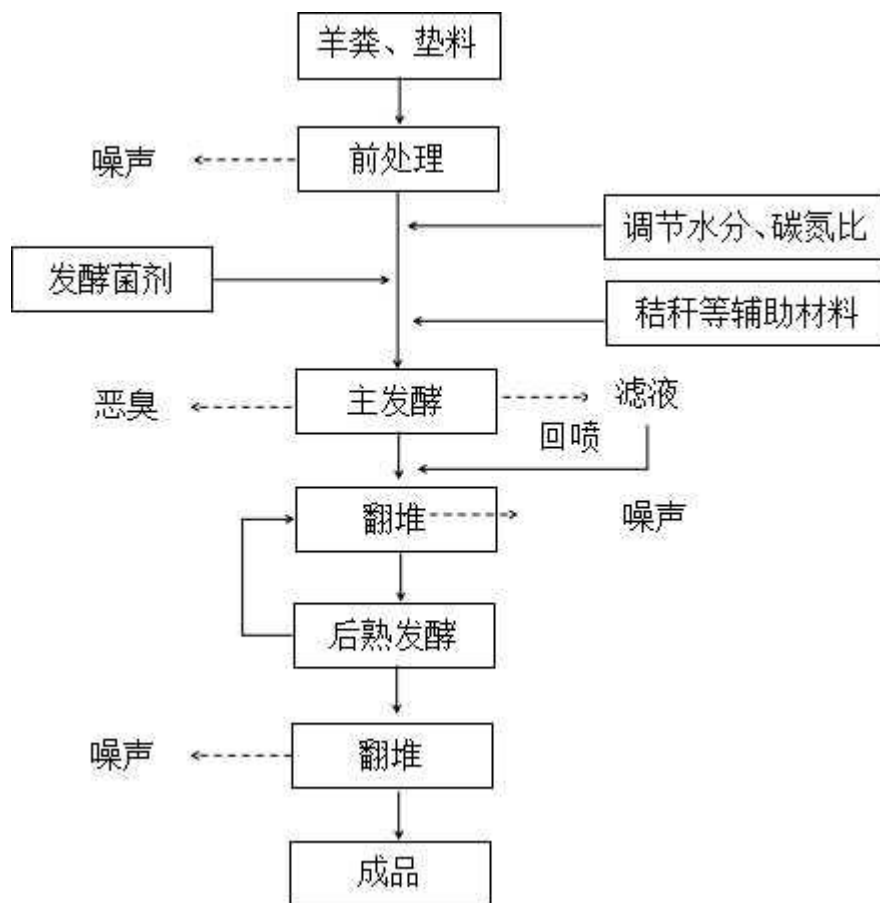 羊粪、垫料
噪声
前处理
调节水分、碳氮比
发酵菌剂
秸秆等辅助材料
恶臭
主发酵
滤液
回喷
翻堆
噪声
后熟发酵
噪声
翻堆
成品